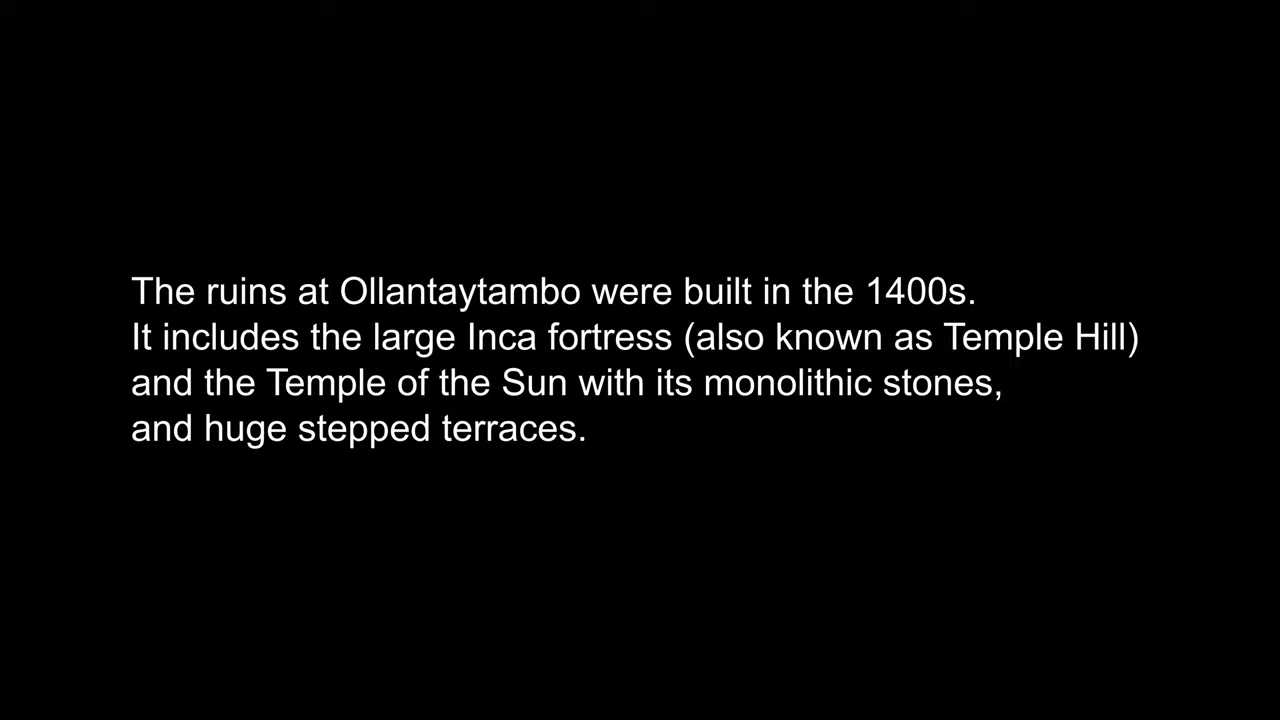 The ruins at Ollantaytambo were built in the 1400s.
It includes the large Inca fortress (also known as Temple Hill)
and the Temple of the Sun with its monolithic stones,
and huge stepped terraces.